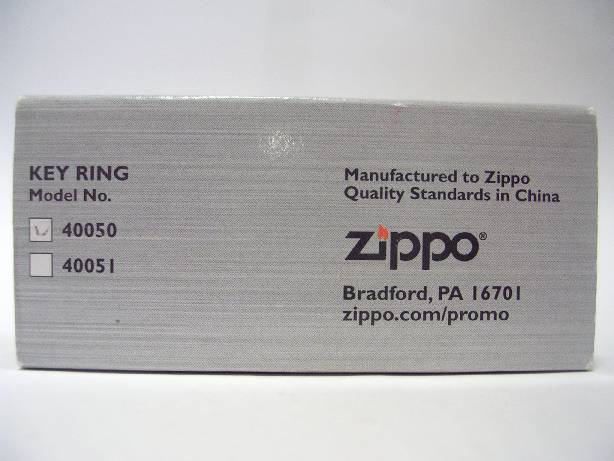 KEY RING
Model No.
40050
40051
Manufactured to Zippo
Quality Standards in China
zippo®
Bradford, PA 16701
zippo.com/promo